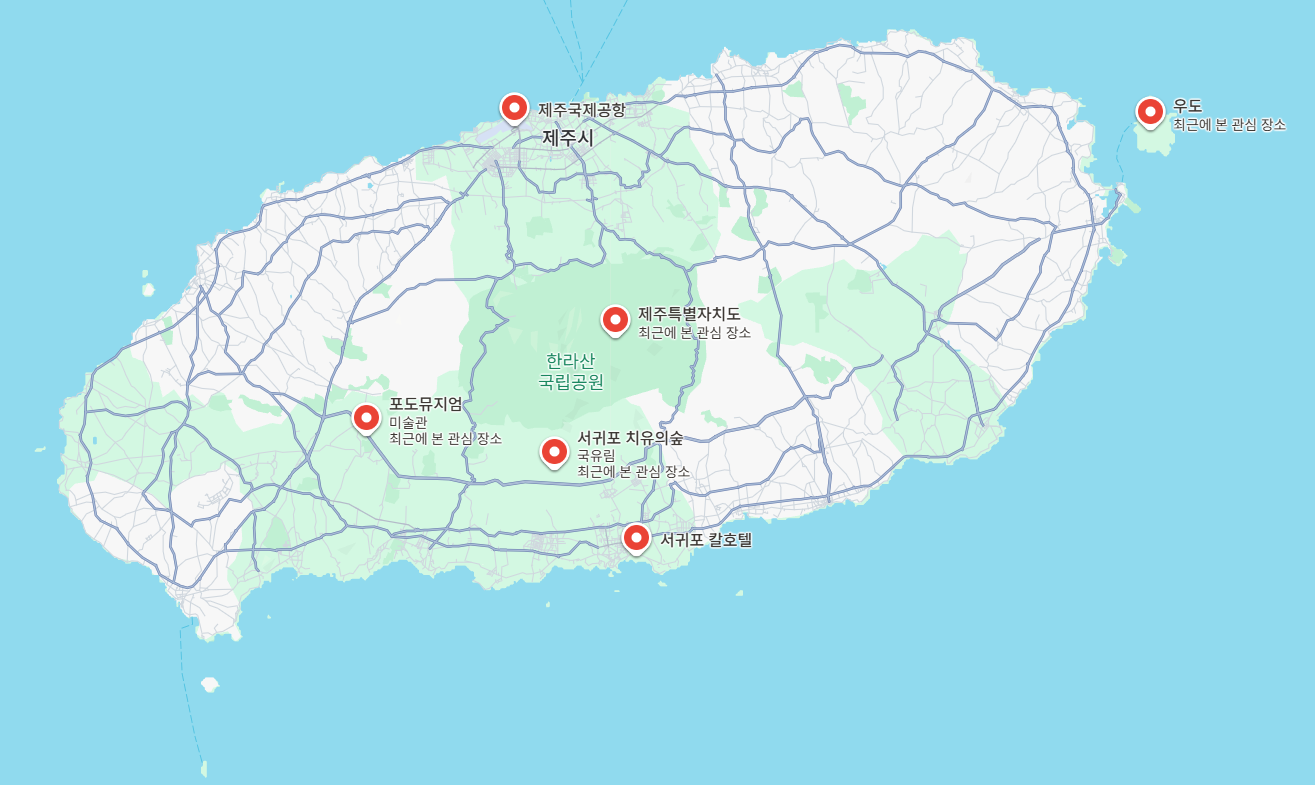 제주국제공항
제주시
우도
최근에 본 관심 장소
제주특별자치도
최근에 본 관심 장소
한라산
국립공원
포도뮤지엄
미술관
최근에 본 관심 장소
서귀포 치유의숲
국유림
최근에 본 관심 장소
서귀포 칼호텔